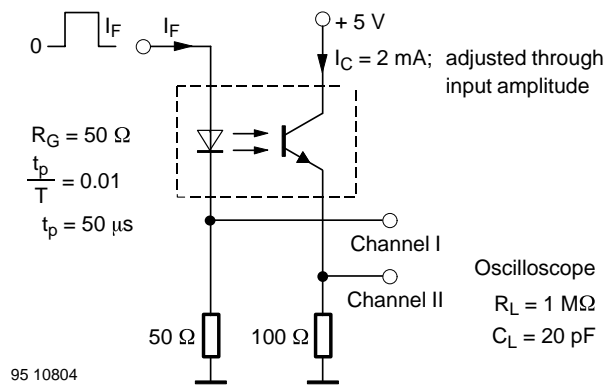 0
I_F
I_F
+ 5 V
I_C = 2 mA; adjusted through
input amplitude
R_G = 50 Ω
t_p
T
= 0.01
t_p = 50 μs
Channel I
Channel II
Oscilloscope
R_L = 1 MΩ
C_L = 20 pF
50 Ω
100 Ω
95 10804